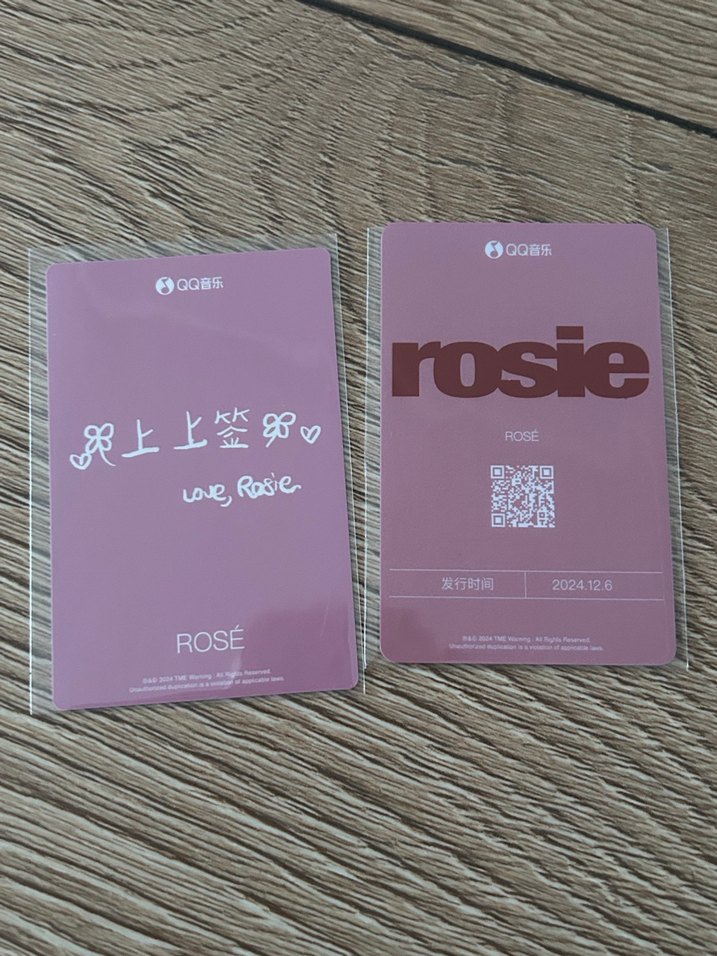 QQ音乐
上上签
Love, Rosie.
ROSÉ
℗&© 2024 TME Warning : All Rights Reserved.
Unauthorized duplication is a violation of applicable laws.
QQ音乐
rosie
ROSÉ
发行时间 2024.12.6
℗&© 2024 TME Warning : All Rights Reserved.
Unauthorized duplication is a violation of applicable laws.